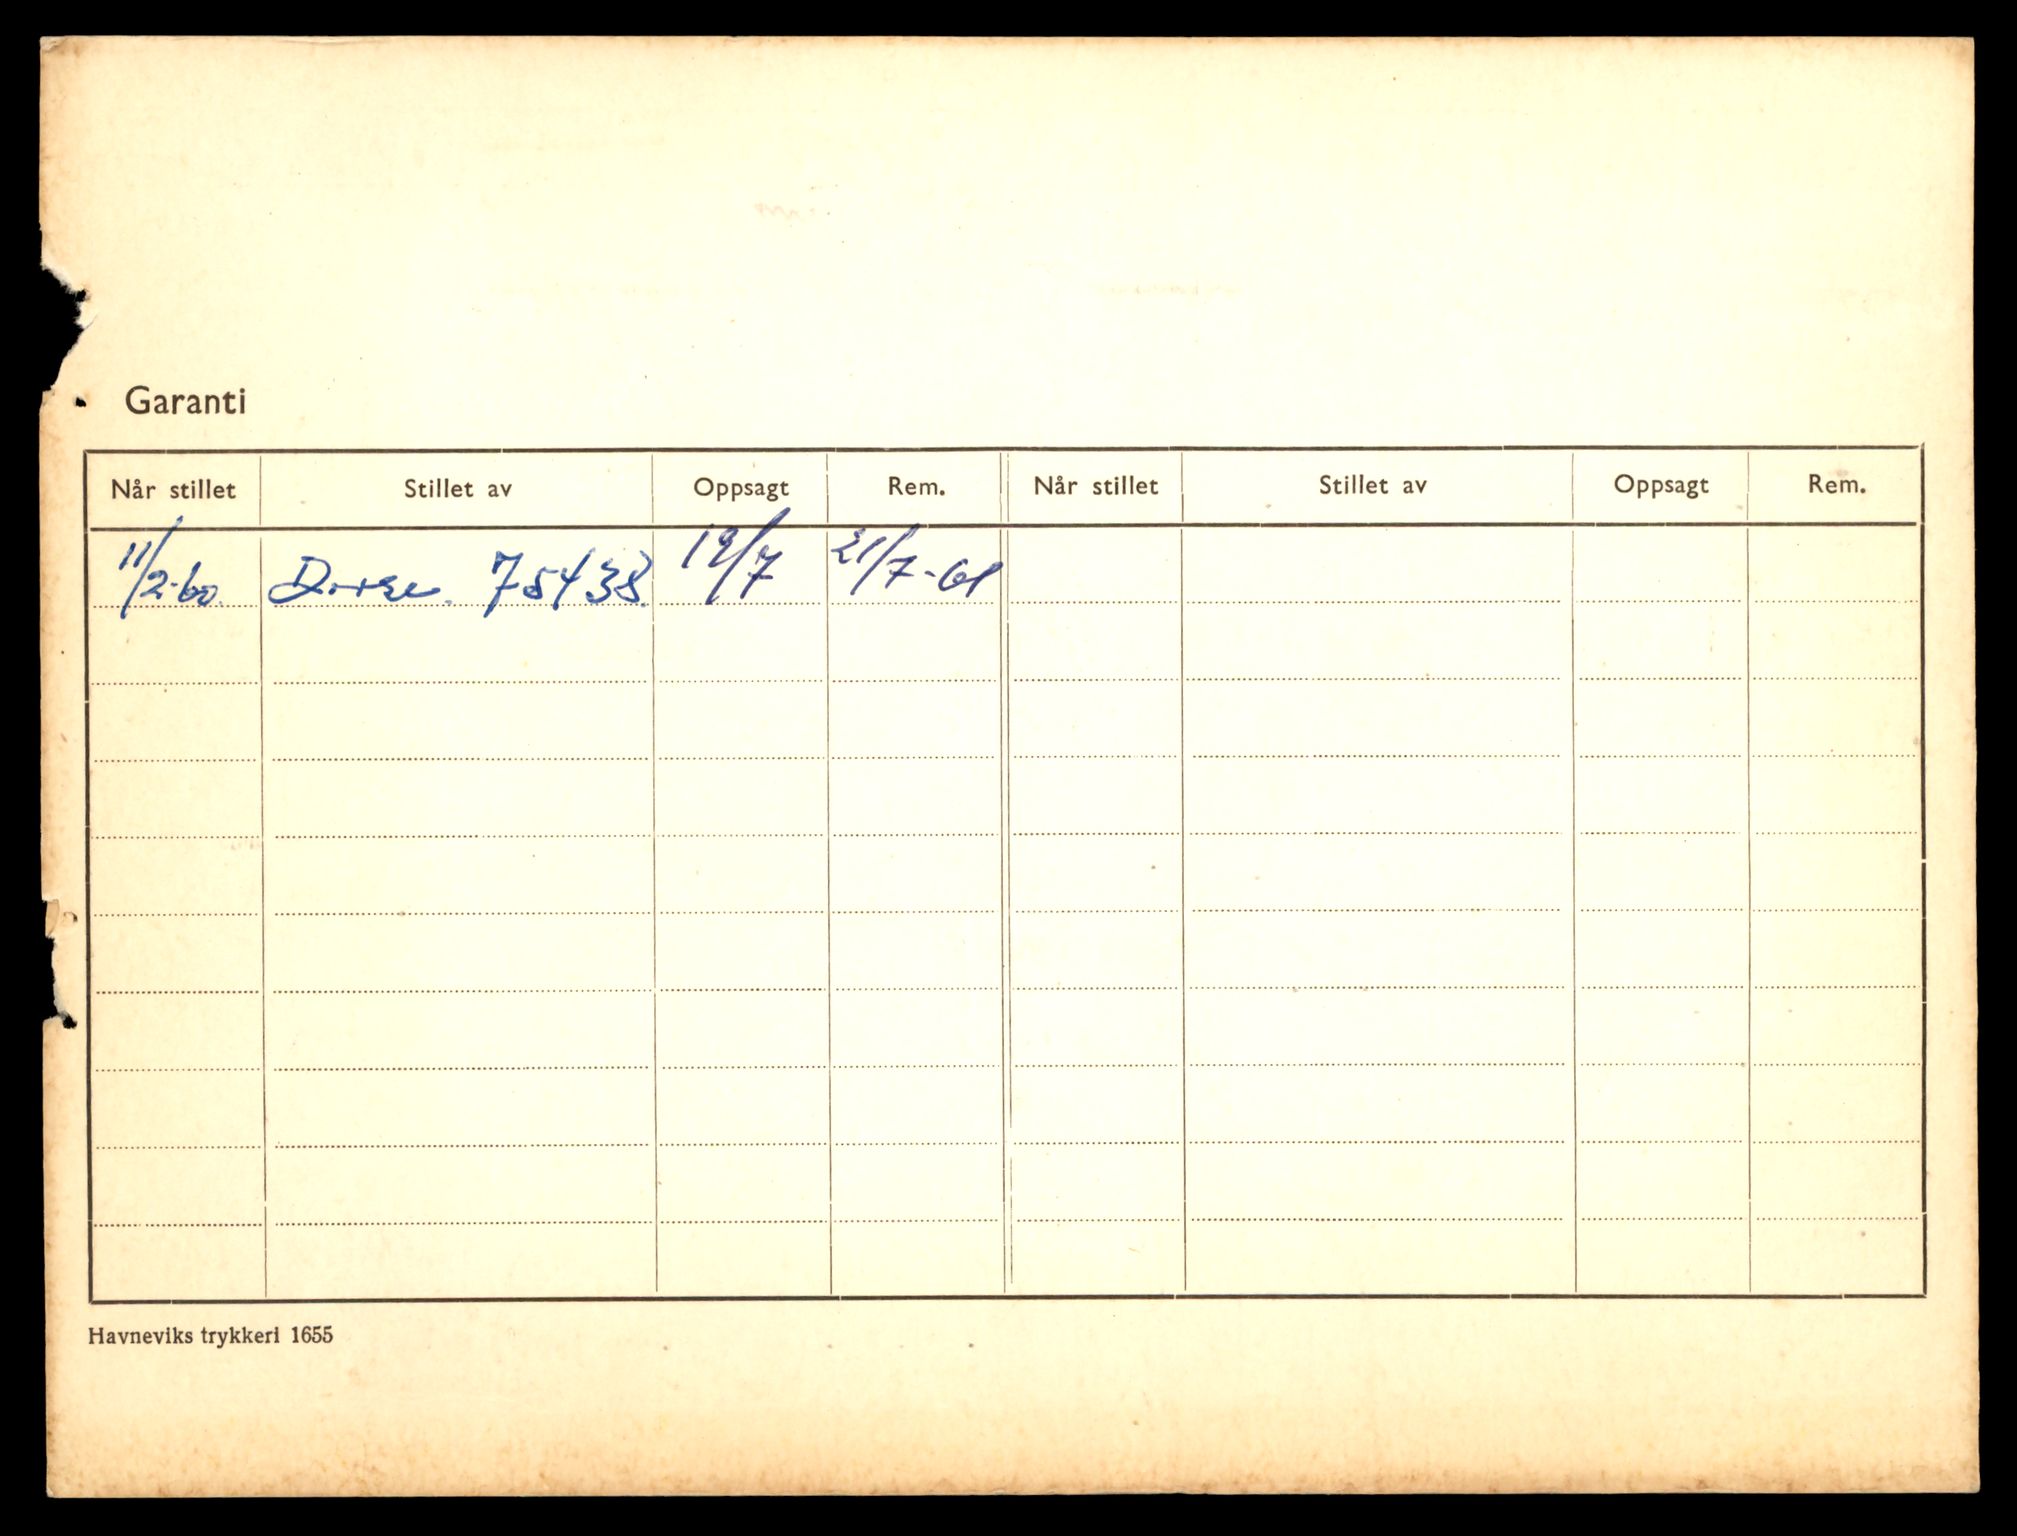 Garanti
Når stillet Stillet av Oppsagt Rem. Når stillet Stillet av Oppsagt Rem.
11/2-60. 75438. 19/7 21/7-61
Havneviks trykkeri 1655